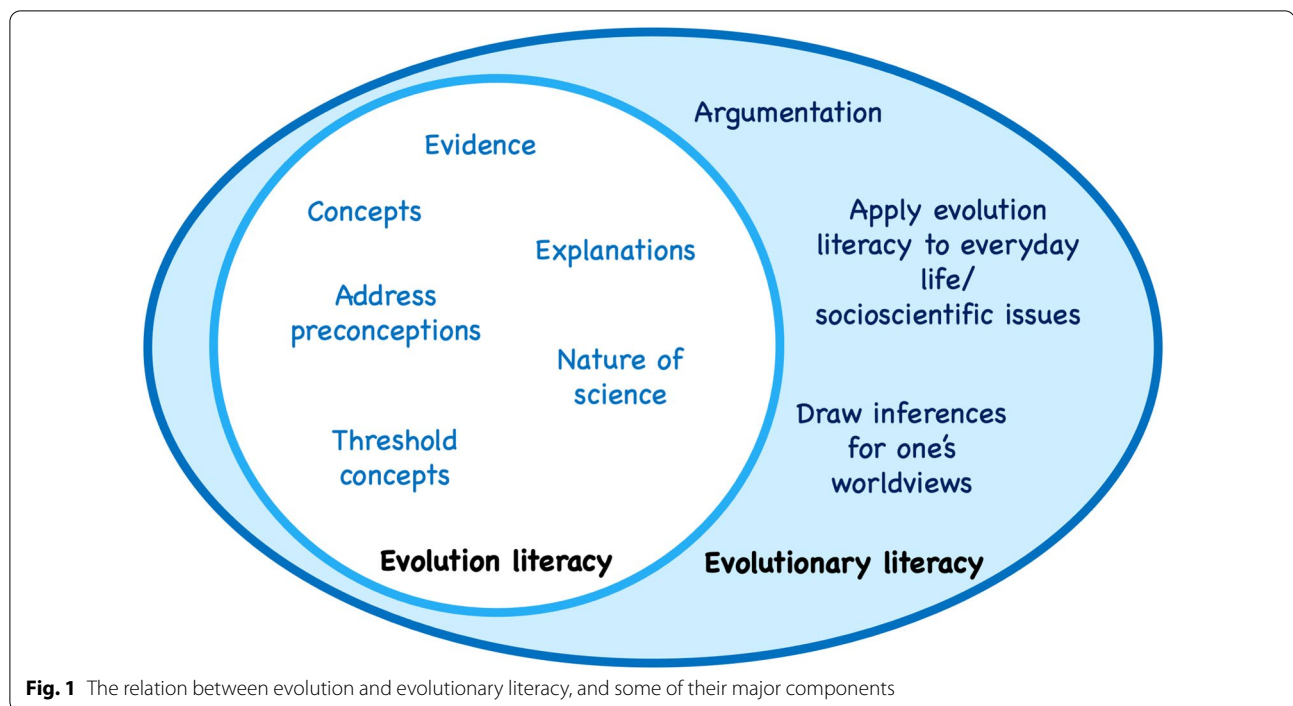 Evidence
Concepts
Explanations
Address
preconceptions
Nature of
science
Threshold
concepts
Evolution literacy
Argumentation
Apply evolution
literacy to everyday
life/
socioscientific issues
Draw inferences
for one's
worldviews
Evolutionary literacy
Fig. 1 The relation between evolution and evolutionary literacy, and some of their major components